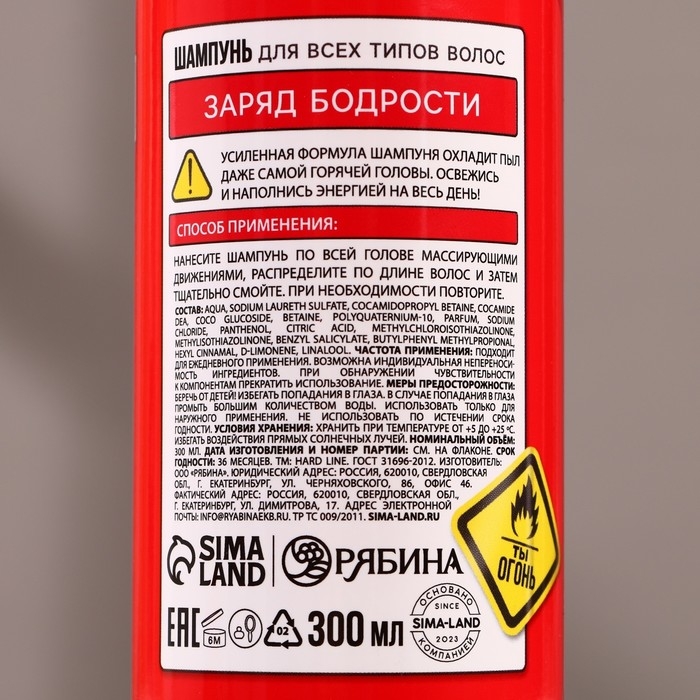 ШАМПУНЬ ДЛЯ ВСЕХ ТИПОВ ВОЛОС
ЗАРЯД БОДРОСТИ
УСИЛЕННАЯ ФОРМУЛА ШАМПУНЯ ОХЛАДИТ ПЫЛ
ДАЖЕ САМОЙ ГОРЯЧЕЙ ГОЛОВЫ. ОСВЕЖИСЬ
И НАПОЛНИСЬ ЭНЕРГИЕЙ НА ВЕСЬ ДЕНЬ!
СПОСОБ ПРИМЕНЕНИЯ:
НАНЕСИТЕ ШАМПУНЬ ПО ВСЕЙ ГОЛОВЕ МАССИРУЮЩИМИ
ДВИЖЕНИЯМИ, РАСПРЕДЕЛИТЕ ПО ДЛИНЕ ВОЛОС И ЗАТЕМ
ТЩАТЕЛЬНО СМОЙТЕ. ПРИ НЕОБХОДИМОСТИ ПОВТОРИТЕ.
СОСТАВ: AQUA, SODIUM LAURETH SULFATE, COCAMIDOPROPYL BETAINE, COCAMIDE
DEA, COCO GLUCOSIDE, BETAINE, POLYQUATERNIUM-10, PARFUM, SODIUM
CHLORIDE, PANTHENOL, CITRIC ACID, METHYLCHLOROISOTHIAZOLINONE,
METHYLISOTHIAZOLINONE, BENZYL SALICYLATE, BUTYLPHENYL METHYLPROPIONAL,
HEXYL CINNAMAL, D-LIMONENE, LINALOOL. ЧАСТОТА ПРИМЕНЕНИЯ: ПОДХОДИТ
ДЛЯ ЕЖЕДНЕВНОГО ПРИМЕНЕНИЯ. ВОЗМОЖНА ИНДИВИДУАЛЬНАЯ НЕПЕРЕНОСИ-
МОСТЬ ИНГРЕДИЕНТОВ. ПРИ ОБНАРУЖЕНИИ ЧУВСТВИТЕЛЬНОСТИ
К КОМПОНЕНТАМ ПРЕКРАТИТЬ ИСПОЛЬЗОВАНИЕ. МЕРЫ ПРЕДОСТОРОЖНОСТИ:
БЕРЕЧЬ ОТ ДЕТЕЙ! ИЗБЕГАТЬ ПОПАДАНИЯ В ГЛАЗА. В СЛУЧАЕ ПОПАДАНИЯ В ГЛАЗА
ПРОМЫТЬ БОЛЬШИМ КОЛИЧЕСТВОМ ВОДЫ. ИСПОЛЬЗОВАТЬ ТОЛЬКО ДЛЯ
НАРУЖНОГО ПРИМЕНЕНИЯ. НЕ ИСПОЛЬЗОВАТЬ ПО ИСТЕЧЕНИИ СРОКА
ГОДНОСТИ. УСЛОВИЯ ХРАНЕНИЯ: ХРАНИТЬ ПРИ ТЕМПЕРАТУРЕ ОТ +5 ДО +25 ºС.
ИЗБЕГАТЬ ВОЗДЕЙСТВИЯ ПРЯМЫХ СОЛНЕЧНЫХ ЛУЧЕЙ. НОМИНАЛЬНЫЙ ОБЪЁМ:
300 МЛ. ДАТА ИЗГОТОВЛЕНИЯ И НОМЕР ПАРТИИ: СМ. НА ФЛАКОНЕ. СРОК
ГОДНОСТИ: 36 МЕСЯЦЕВ. ТМ: HARD LINE. ГОСТ 31696-2012. ИЗГОТОВИТЕЛЬ:
ООО «РЯБИНА». ЮРИДИЧЕСКИЙ АДРЕС: РОССИЯ, 620010, СВЕРДЛОВСКАЯ
ОБЛ., Г. ЕКАТЕРИНБУРГ, УЛ. ЧЕРНЯХОВСКОГО, 86, ОФИС 46.
ФАКТИЧЕСКИЙ АДРЕС: РОССИЯ, 620010, СВЕРДЛОВСКАЯ ОБЛ.,
Г. ЕКАТЕРИНБУРГ, УЛ. ДИМИТРОВА, 17. АДРЕС ЭЛЕКТРОННОЙ
ПОЧТЫ: INFO@RYABINAEKB.RU. ТР ТС 009/2011. SIMA-LAND.RU
ТЫ
ОГОНЬ
SIMA
LAND
РЯБИНА
EAC
6M
02
300 МЛ
ОСНОВАНО
SINCE
SIMA-LAND
2023
КОМПАНИЕЙ